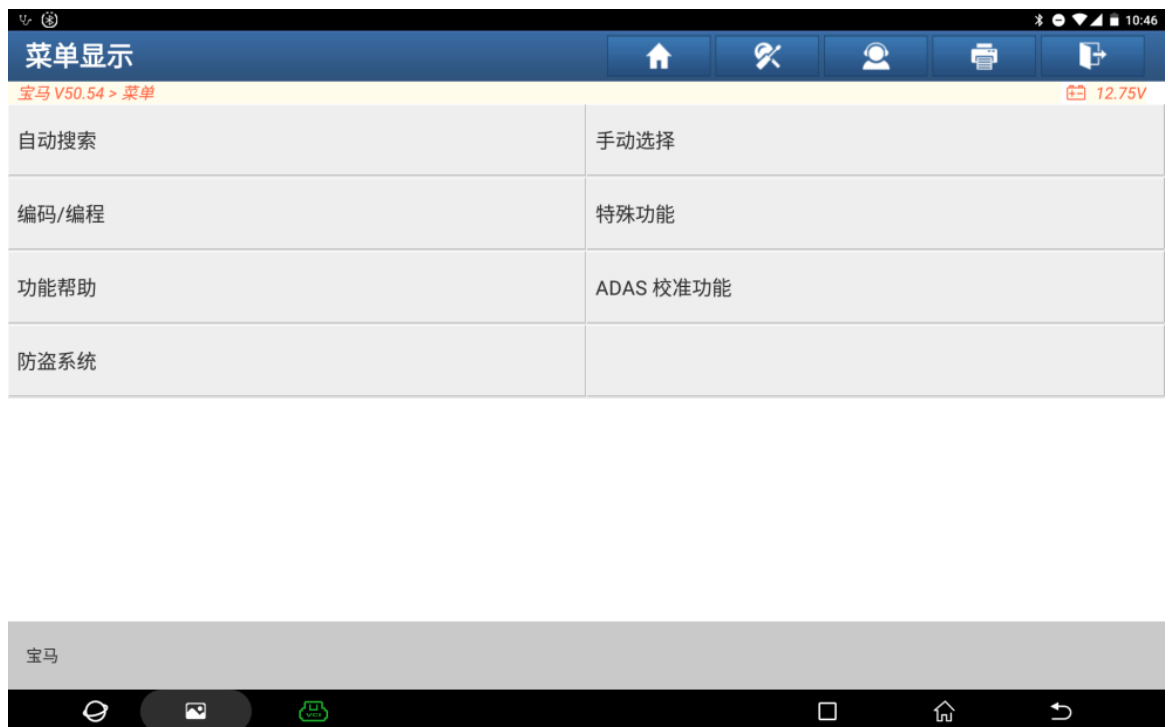 10:46
菜单显示
宝马 V50.54 > 菜单
12.75V
自动搜索
手动选择
编码/编程
特殊功能
功能帮助
ADAS 校准功能
防盗系统
宝马
VCI